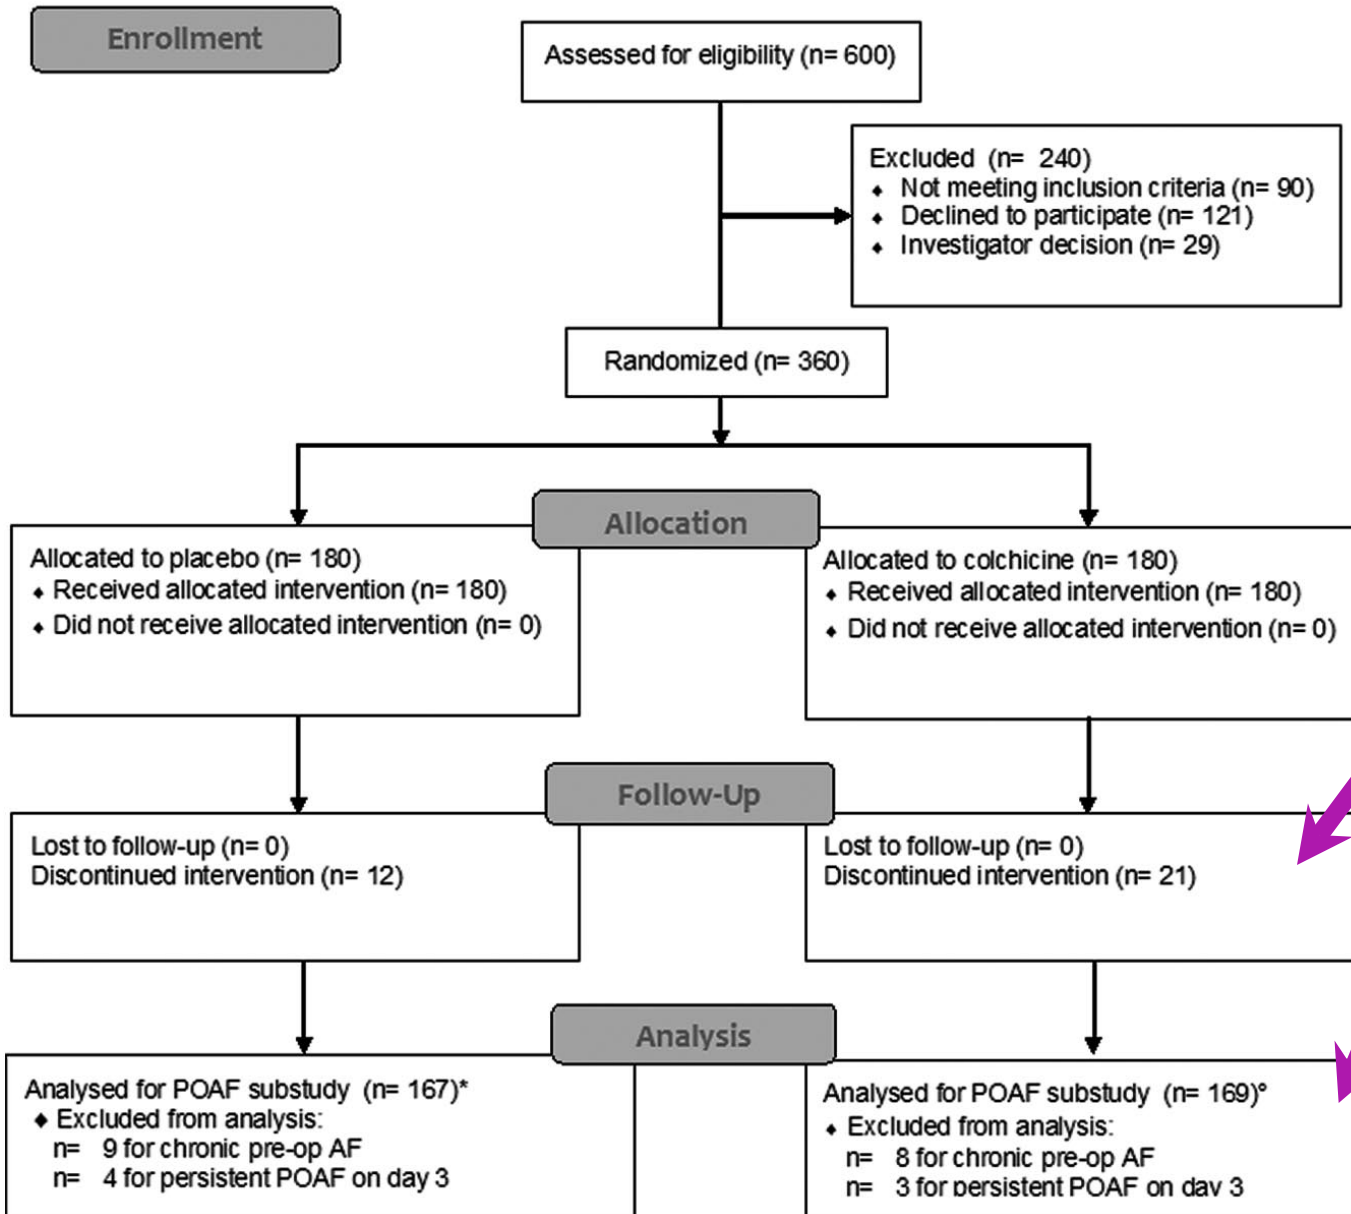 Enrollment
Assessed for eligibility (n= 600)
Excluded (n= 240)
♦ Not meeting inclusion criteria (n= 90)
♦ Declined to participate (n= 121)
♦ Investigator decision (n= 29)
Randomized (n= 360)
Allocation
Allocated to placebo (n= 180)
♦ Received allocated intervention (n= 180)
♦ Did not receive allocated intervention (n= 0)
Allocated to colchicine (n= 180)
♦ Received allocated intervention (n= 180)
♦ Did not receive allocated intervention (n= 0)
Follow-Up
Lost to follow-up (n= 0)
Discontinued intervention (n= 12)
Lost to follow-up (n= 0)
Discontinued intervention (n= 21)
Analysis
Analysed for POAF substudy (n= 167)*
♦ Excluded from analysis:
n= 9 for chronic pre-op AF
n= 4 for persistent POAF on day 3
Analysed for POAF substudy (n= 169)°
♦ Excluded from analysis:
n= 8 for chronic pre-op AF
n= 3 for persistent POAF on day 3